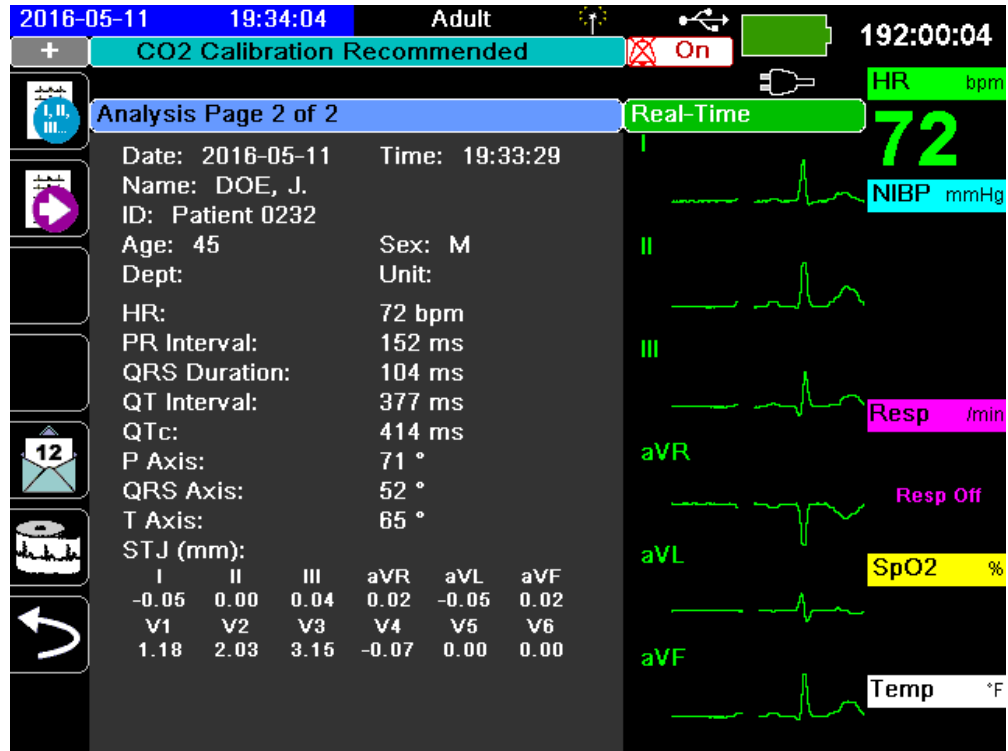 2016-05-11 19:34:04 Adult
192:00:04
+ CO2 Calibration Recommended On
HR bpm
72
I, II, III...
Analysis Page 2 of 2
Date: 2016-05-11 Time: 19:33:29
Name: DOE, J.
ID: Patient 0232
Age: 45 Sex: M
Dept: Unit:
HR: 72 bpm
PR Interval: 152 ms
QRS Duration: 104 ms
QT Interval: 377 ms
QTc: 414 ms
P Axis: 71 °
QRS Axis: 52 °
T Axis: 65 °
STJ (mm):
I II III aVR aVL aVF
-0.05 0.00 0.04 0.02 -0.05 0.02
V1 V2 V3 V4 V5 V6
1.18 2.03 3.15 -0.07 0.00 0.00
12
Real-Time
I
II
III
aVR
aVL
aVF
NIBP mmHg
Resp /min
Resp Off
SpO2 %
Temp °F